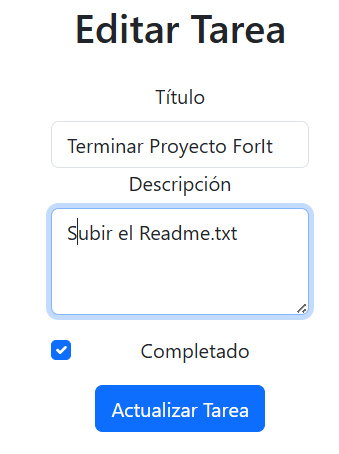 Editar Tarea
Título
Terminar Proyecto ForIt
Descripción
Subir el Readme.txt
Completado
Actualizar Tarea